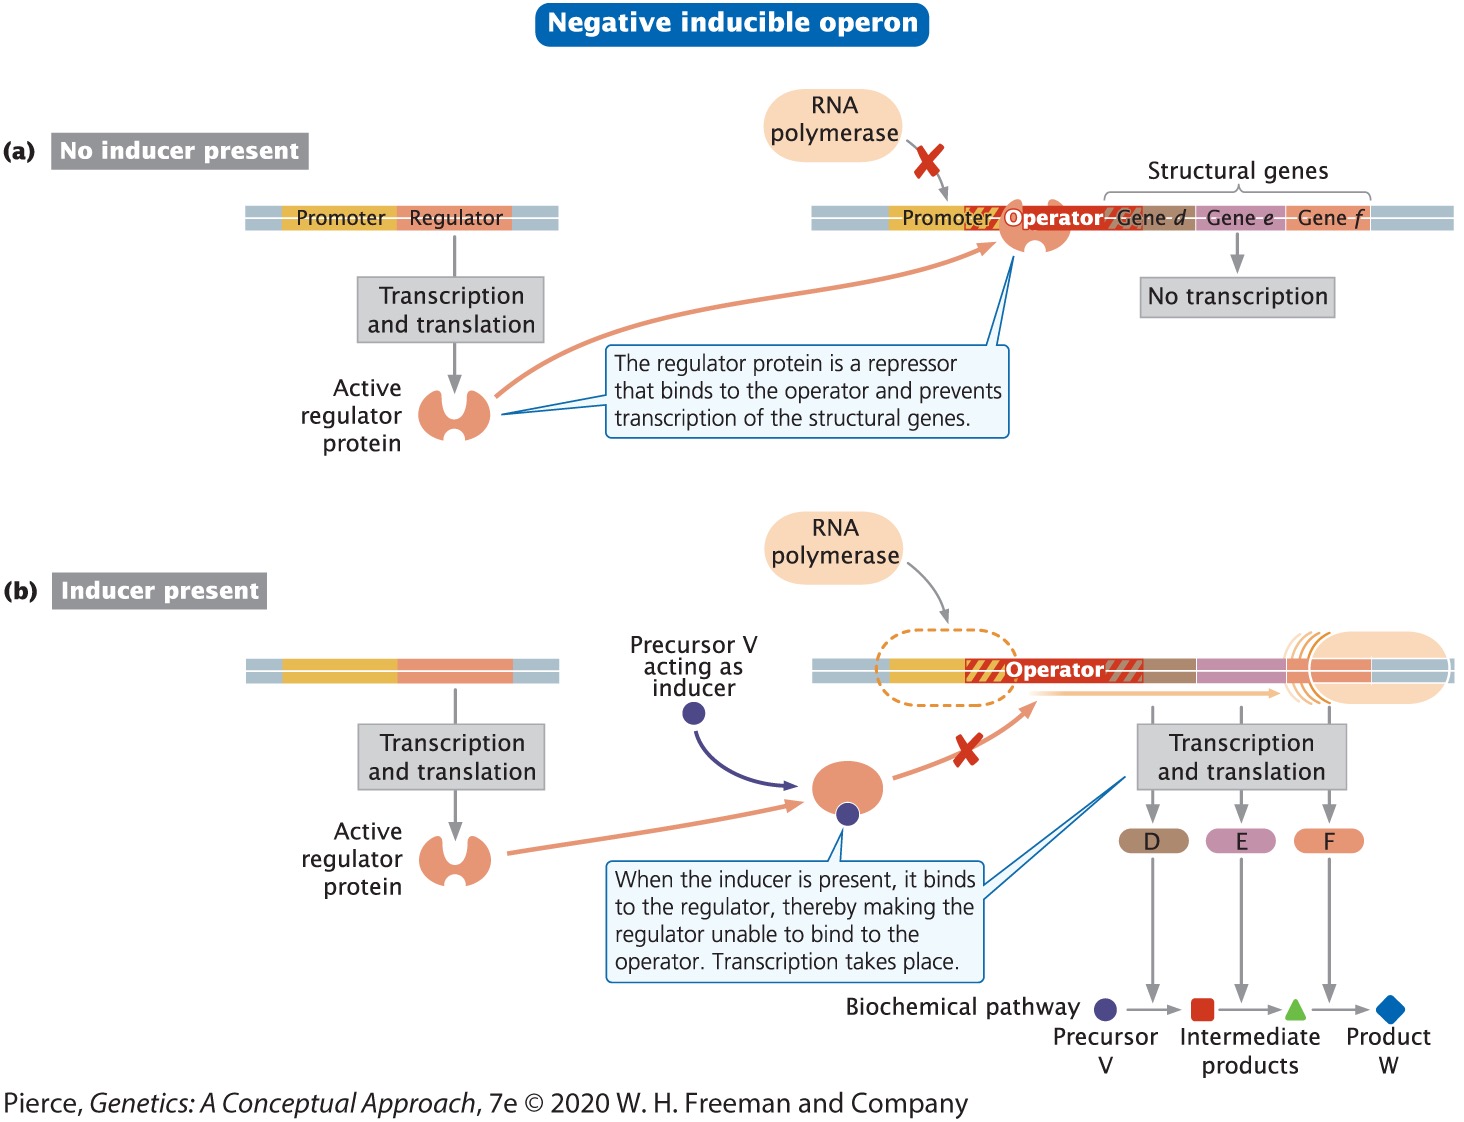 Negative inducible operon
(a) No inducer present
RNA
polymerase
Structural genes
Promoter Regulator
Promoter Operator Gene d Gene e Gene f
Transcription
and translation
No transcription
The regulator protein is a repressor
that binds to the operator and prevents
transcription of the structural genes.
Active
regulator
protein
(b) Inducer present
RNA
polymerase
Precursor V
acting as
inducer
Operator
Transcription
and translation
Transcription
and translation
Active
regulator
protein
D E F
When the inducer is present, it binds
to the regulator, thereby making the
regulator unable to bind to the
operator. Transcription takes place.
Biochemical pathway
Precursor
V
Intermediate
products
Product
W
Pierce, Genetics: A Conceptual Approach, 7e © 2020 W. H. Freeman and Company